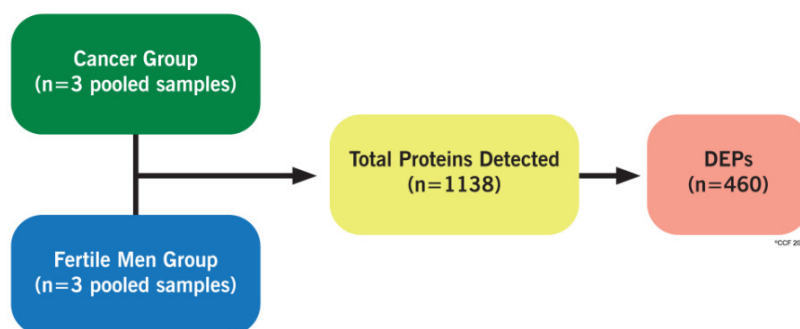 Cancer Group
(n=3 pooled samples)
Total Proteins Detected
(n=1138)
DEPs
(n=460)
Fertile Men Group
(n=3 pooled samples)